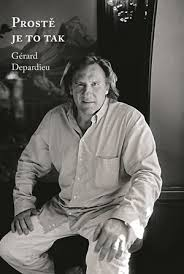 Prostě
je to tak
Gérard
Depardieu